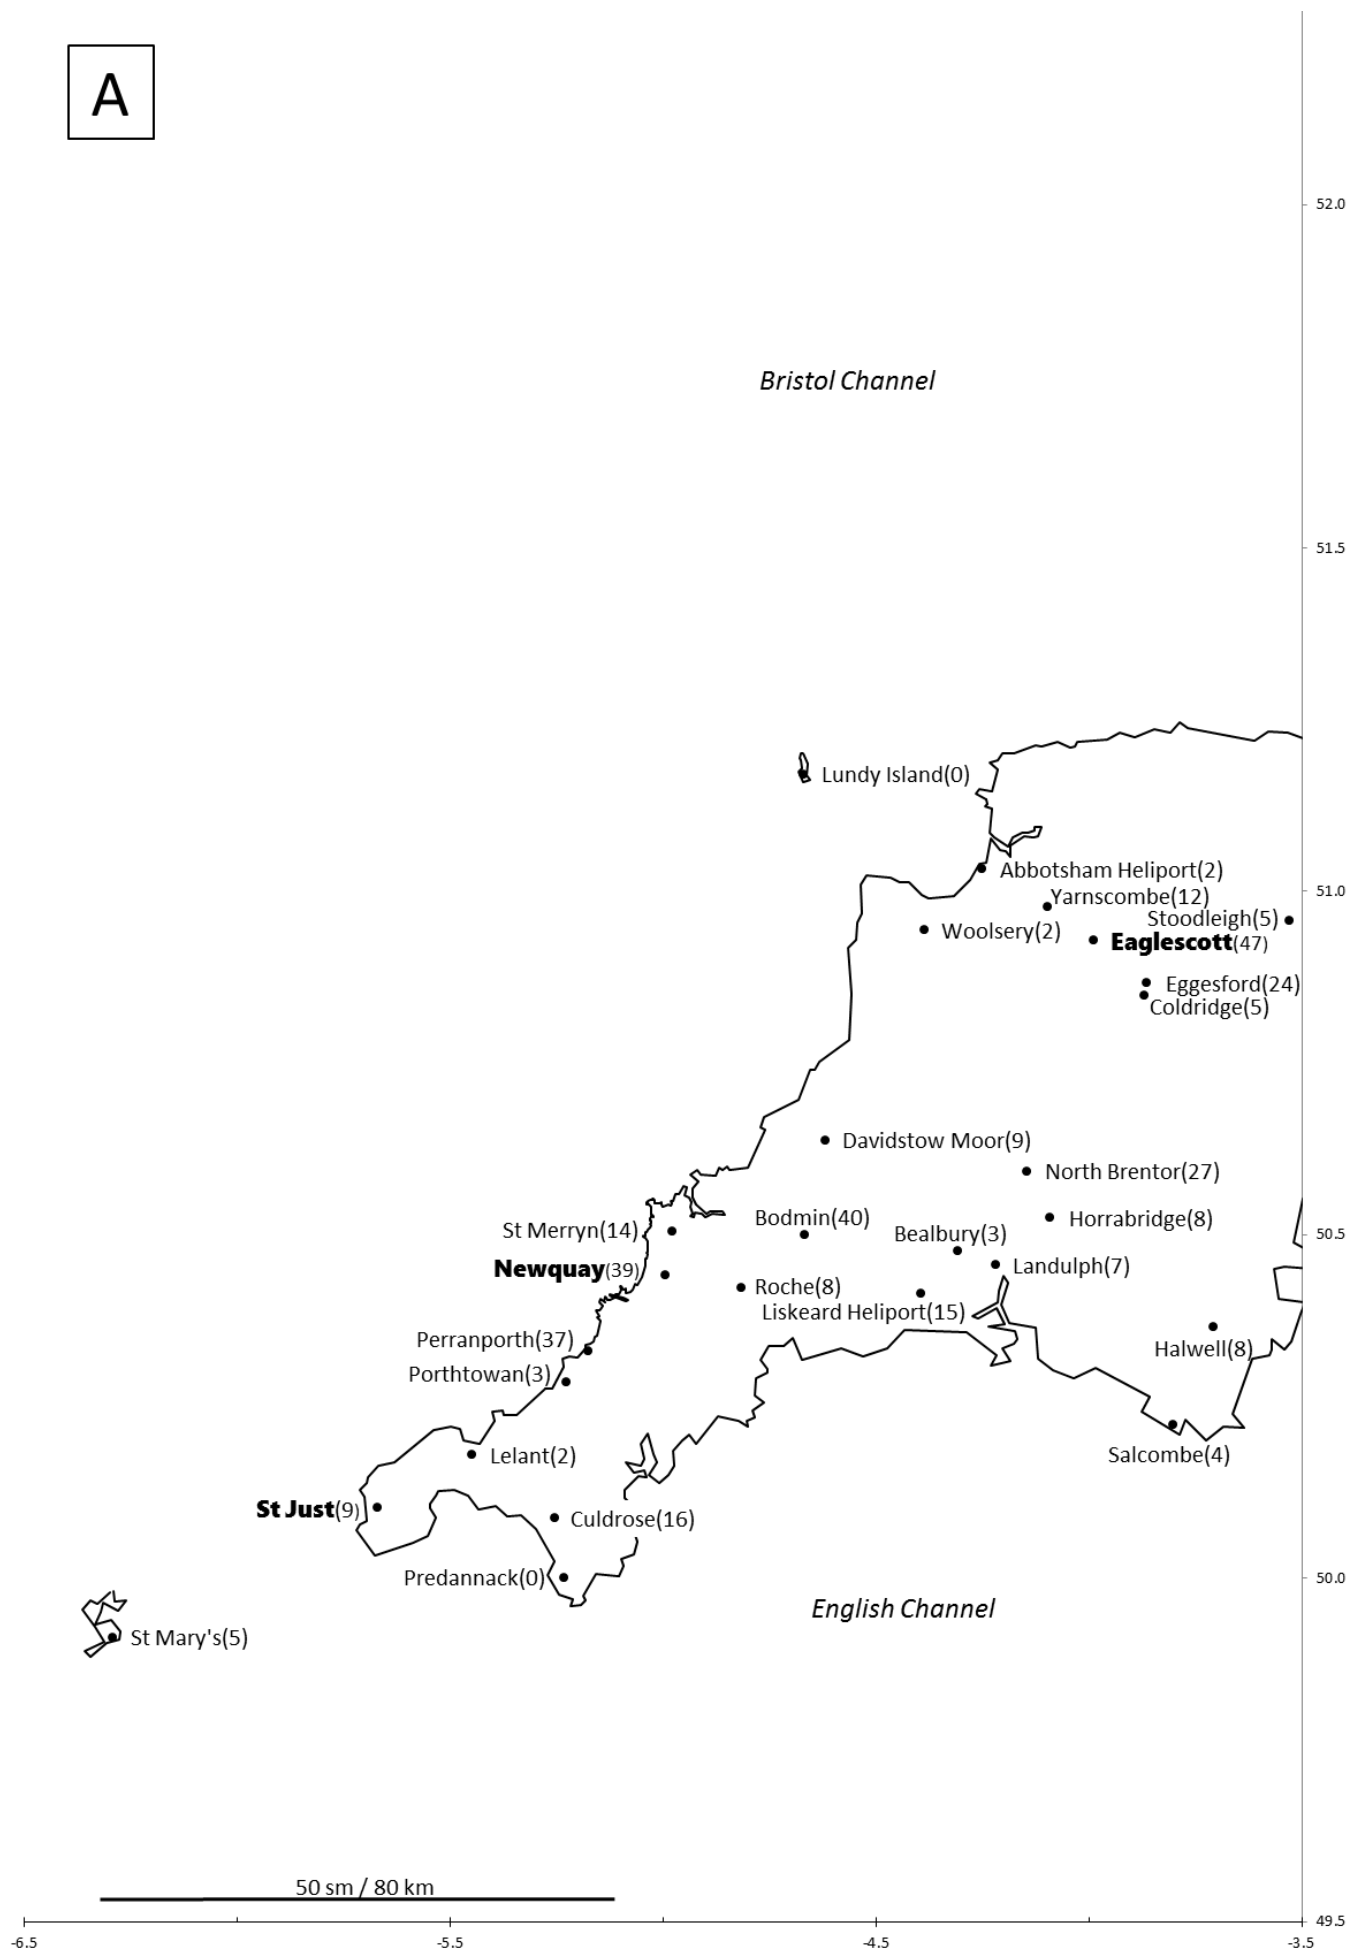 A
52.0
Bristol Channel
51.5
Lundy Island(0)
Abbotsham Heliport(2)
51.0
Yarnscombe(12)
Stoodleigh(5)
Woolsery(2)
Eaglescott(47)
Eggesford(24)
Coldridge(5)
Davidstow Moor(9)
North Brentor(27)
Bodmin(40)
Horrabridge(8)
St Merryn(14)
Bealbury(3)
50.5
Newquay(39)
Landulph(7)
Roche(8)
Liskeard Heliport(15)
Perranporth(37)
Halwell(8)
Porthtowan(3)
Lelant(2)
Salcombe(4)
St Just(9)
Culdrose(16)
Predannack(0)
50.0
English Channel
St Mary's(5)
50 sm / 80 km
49.5
-6.5
-5.5
-4.5
-3.5